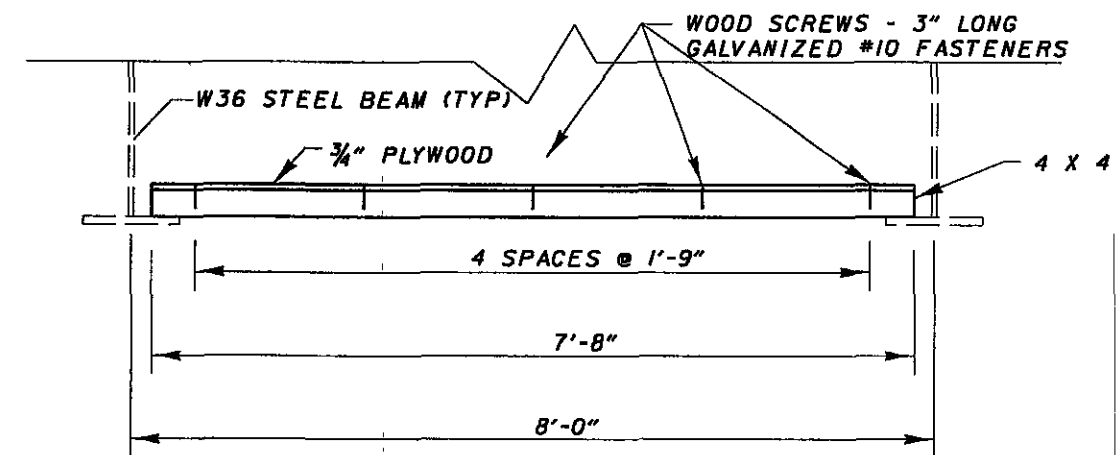 WOOD SCREWS - 3" LONG
GALVANIZED #10 FASTENERS
W36 STEEL BEAM (TYP)
3/4" PLYWOOD
4 X 4
4 SPACES @ 1'-9"
7'-8"
8'-0"